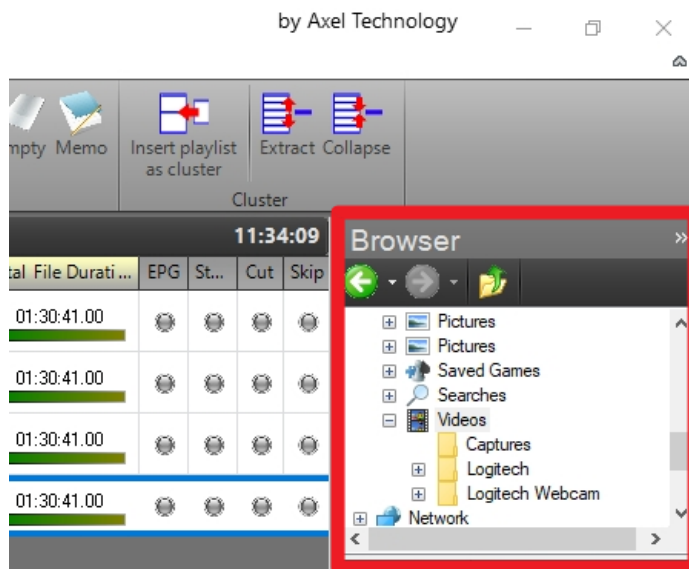 by Axel Technology
mpty Memo
Insert playlist
as cluster
Extract Collapse
Cluster
11:34:09
tal File Durati... EPG St... Cut Skip
01:30:41.00
01:30:41.00
01:30:41.00
01:30:41.00
Browser »
Pictures
Pictures
Saved Games
Searches
Videos
Captures
Logitech
Logitech Webcam
Network